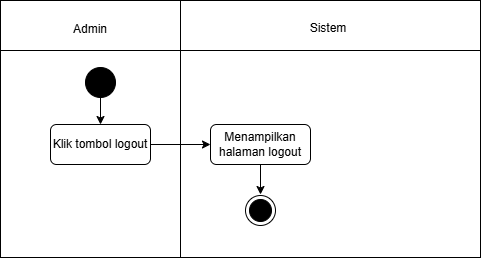 Admin
Sistem
Klik tombol logout
Menampilkan
halaman logout